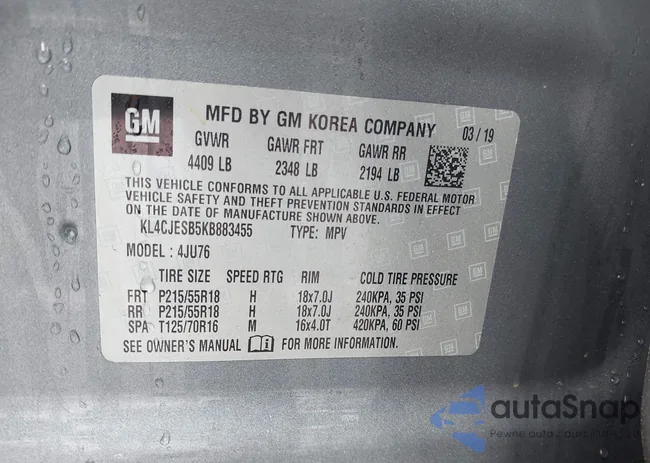 GM
MFD BY GM KOREA COMPANY 03/19
GVWR GAWR FRT GAWR RR
4409 LB 2348 LB 2194 LB
THIS VEHICLE CONFORMS TO ALL APPLICABLE U.S. FEDERAL MOTOR
VEHICLE SAFETY AND THEFT PREVENTION STANDARDS IN EFFECT
ON THE DATE OF MANUFACTURE SHOWN ABOVE.
KL4CJESB5KB883455 TYPE: MPV
MODEL : 4JU76
TIRE SIZE SPEED RTG RIM COLD TIRE PRESSURE
FRT P215/55R18 H 18x7.0J 240KPA, 35 PSI
RR P215/55R18 H 18x7.0J 240KPA, 35 PSI
SPA T125/70R16 M 16x4.0T 420KPA, 60 PSI
SEE OWNER'S MANUAL FOR MORE INFORMATION.
autaSnap
Pewne auto z aukcji